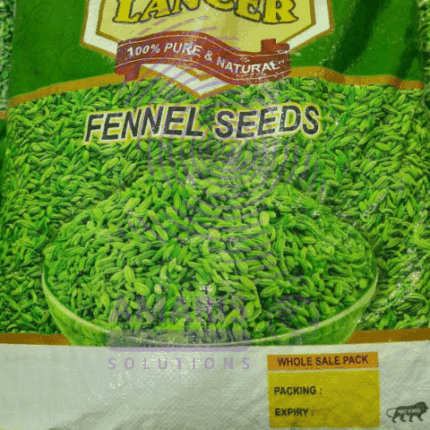 LANCER
100% PURE & NATURAL
FENNEL SEEDS
SOLUTIONS
WHOLE SALE PACK
PACKING :
EXPIRY :